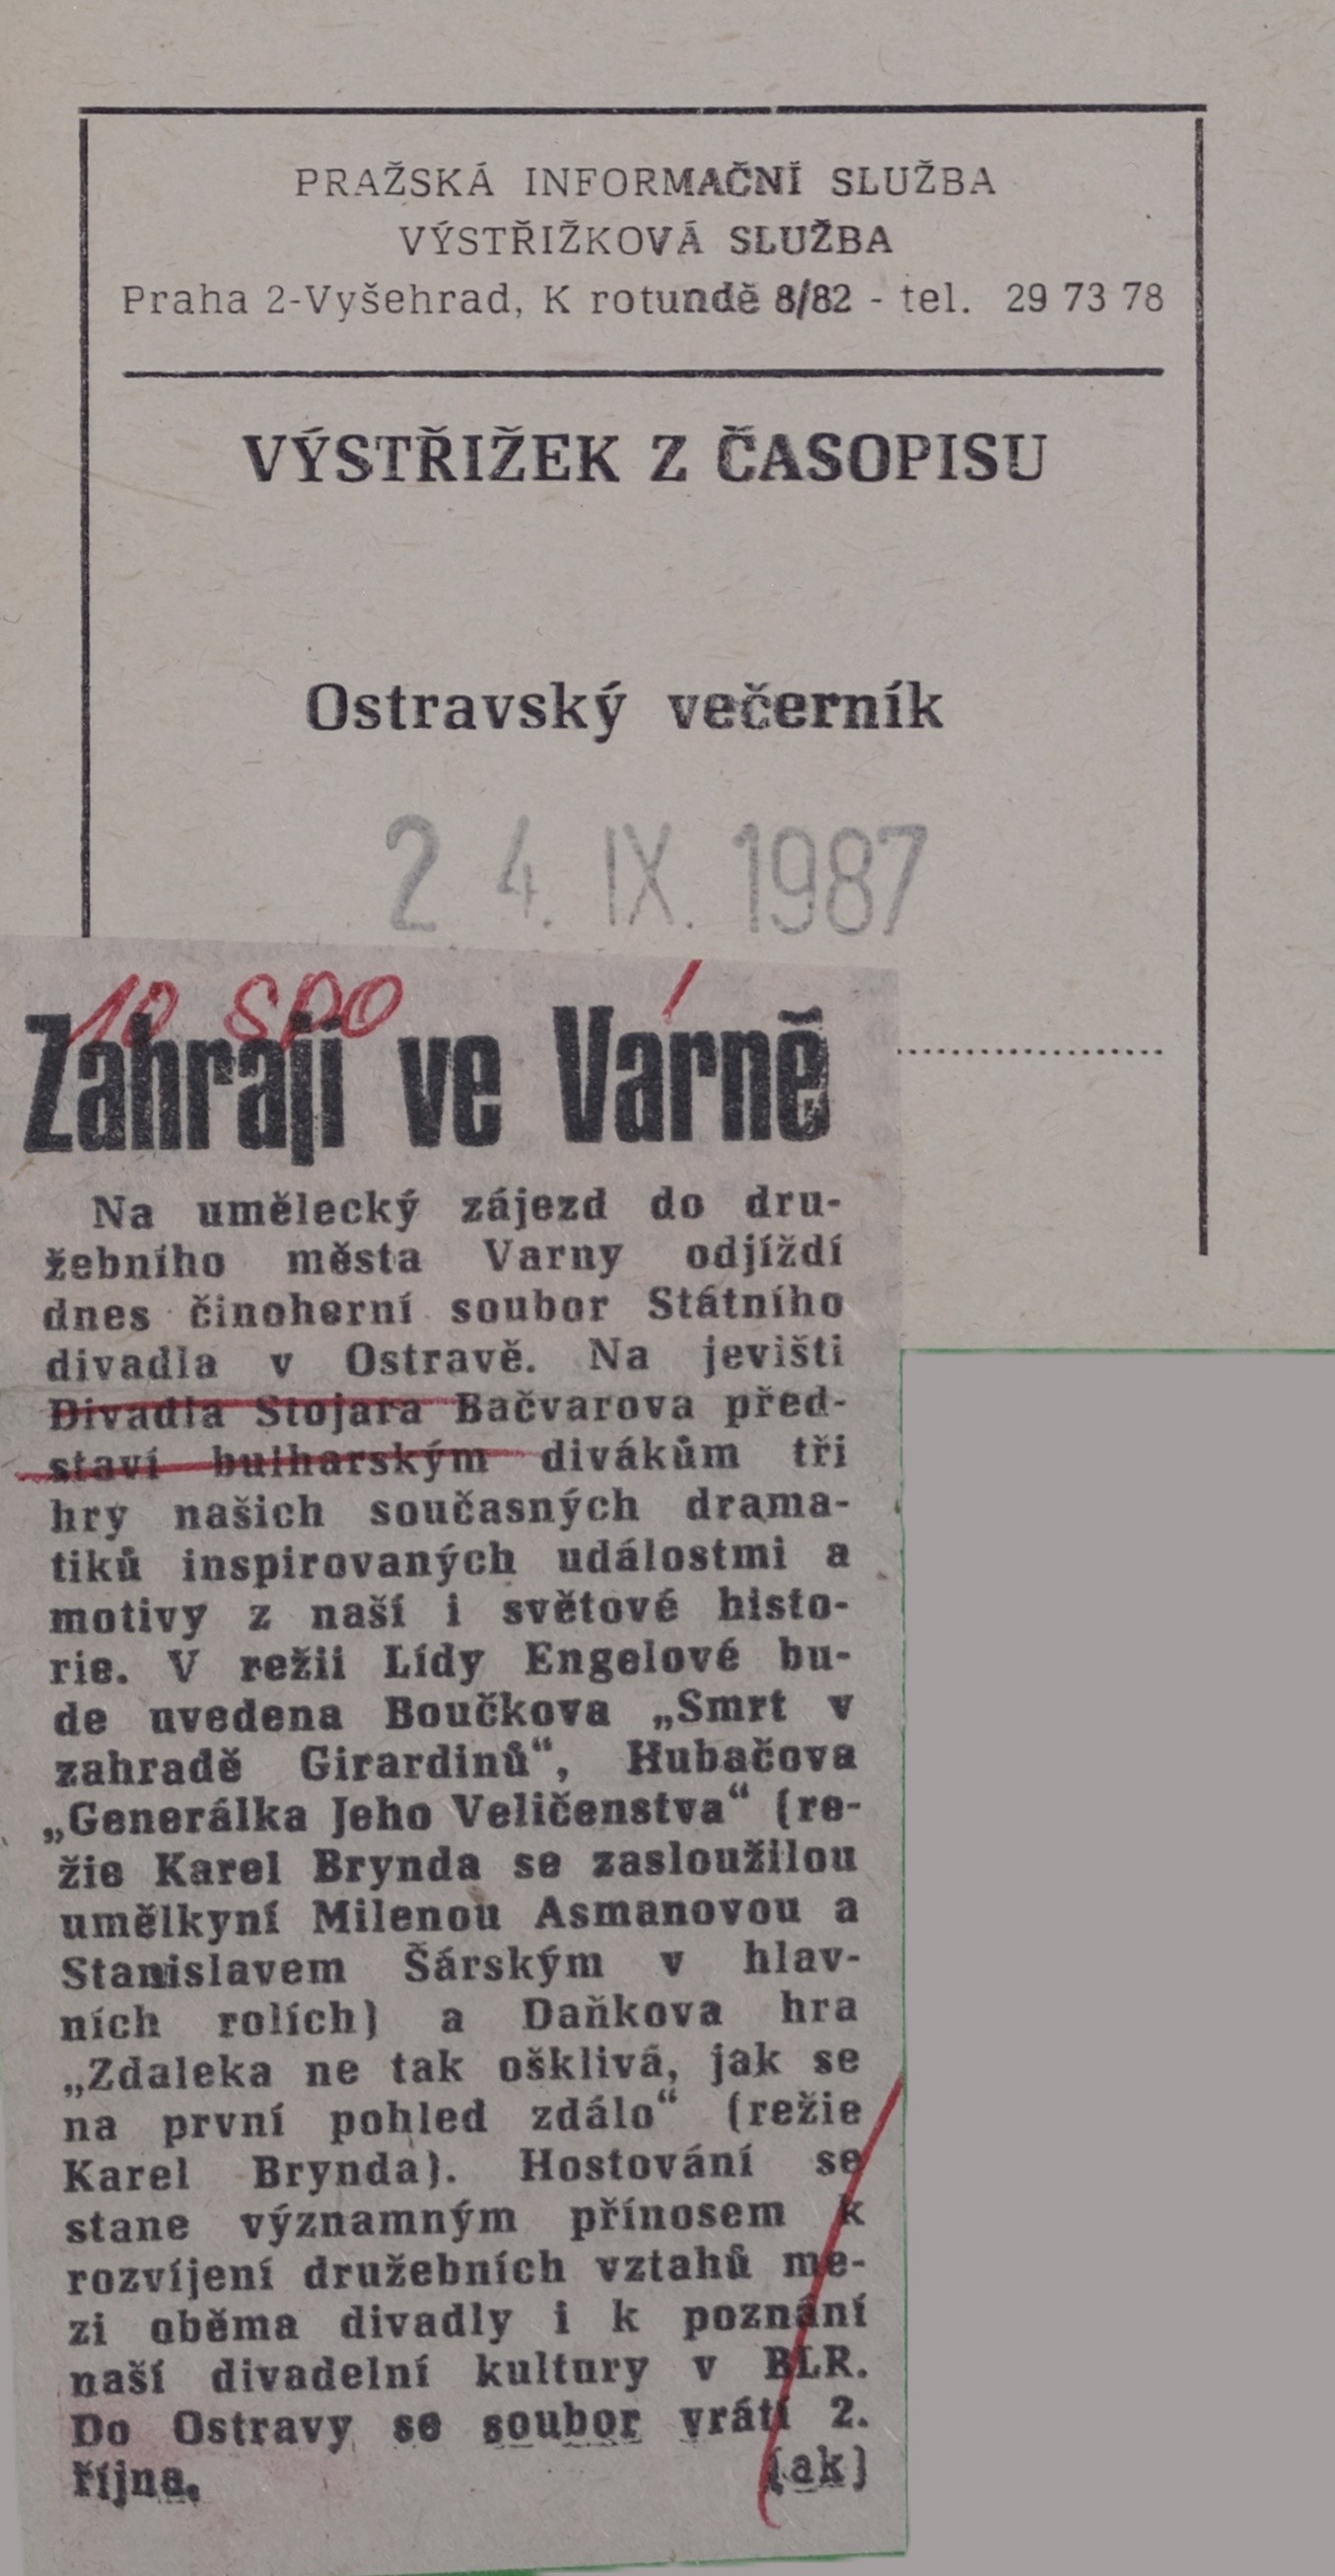 PRAŽSKÁ INFORMAČNÍ SLUŽBA
VÝSTŘIŽKOVÁ SLUŽBA
Praha 2-Vyšehrad, K rotundě 8/82 - tel. 29 73 78
VÝSTŘIŽEK Z ČASOPISU
Ostravský večerník
24. IX. 1987
10 SDO
Zahrají ve Varně
Na umělecký zájezd do dru-
žebního města Varny odjíždí
dnes činoherní soubor Státního
divadla v Ostravě. Na jevišti
Divadla Stojara Bačvarova před-
staví bulharským divákům tři
hry našich současných drama-
tiků inspirovaných událostmi a
motivy z naší i světové histo-
rie. V režii Lídy Engelové bu-
de uvedena Boučkova „Smrt v
zahradě Girardinů“, Hubačova
„Generálka Jeho Veličenstva“ (re-
žie Karel Brynda se zasloužilou
umělkyní Milenou Asmanovou a
Stanislavem Šárským v hlav-
ních rolích) a Daňkova hra
„Zdaleka ne tak ošklivá, jak se
na první pohled zdálo“ (režie
Karel Brynda). Hostování se
stane významným přínosem k
rozvíjení družebních vztahů me-
zi oběma divadly i k poznání
naší divadelní kultury v BLR.
Do Ostravy se soubor vrátí 2.
října. (ak)